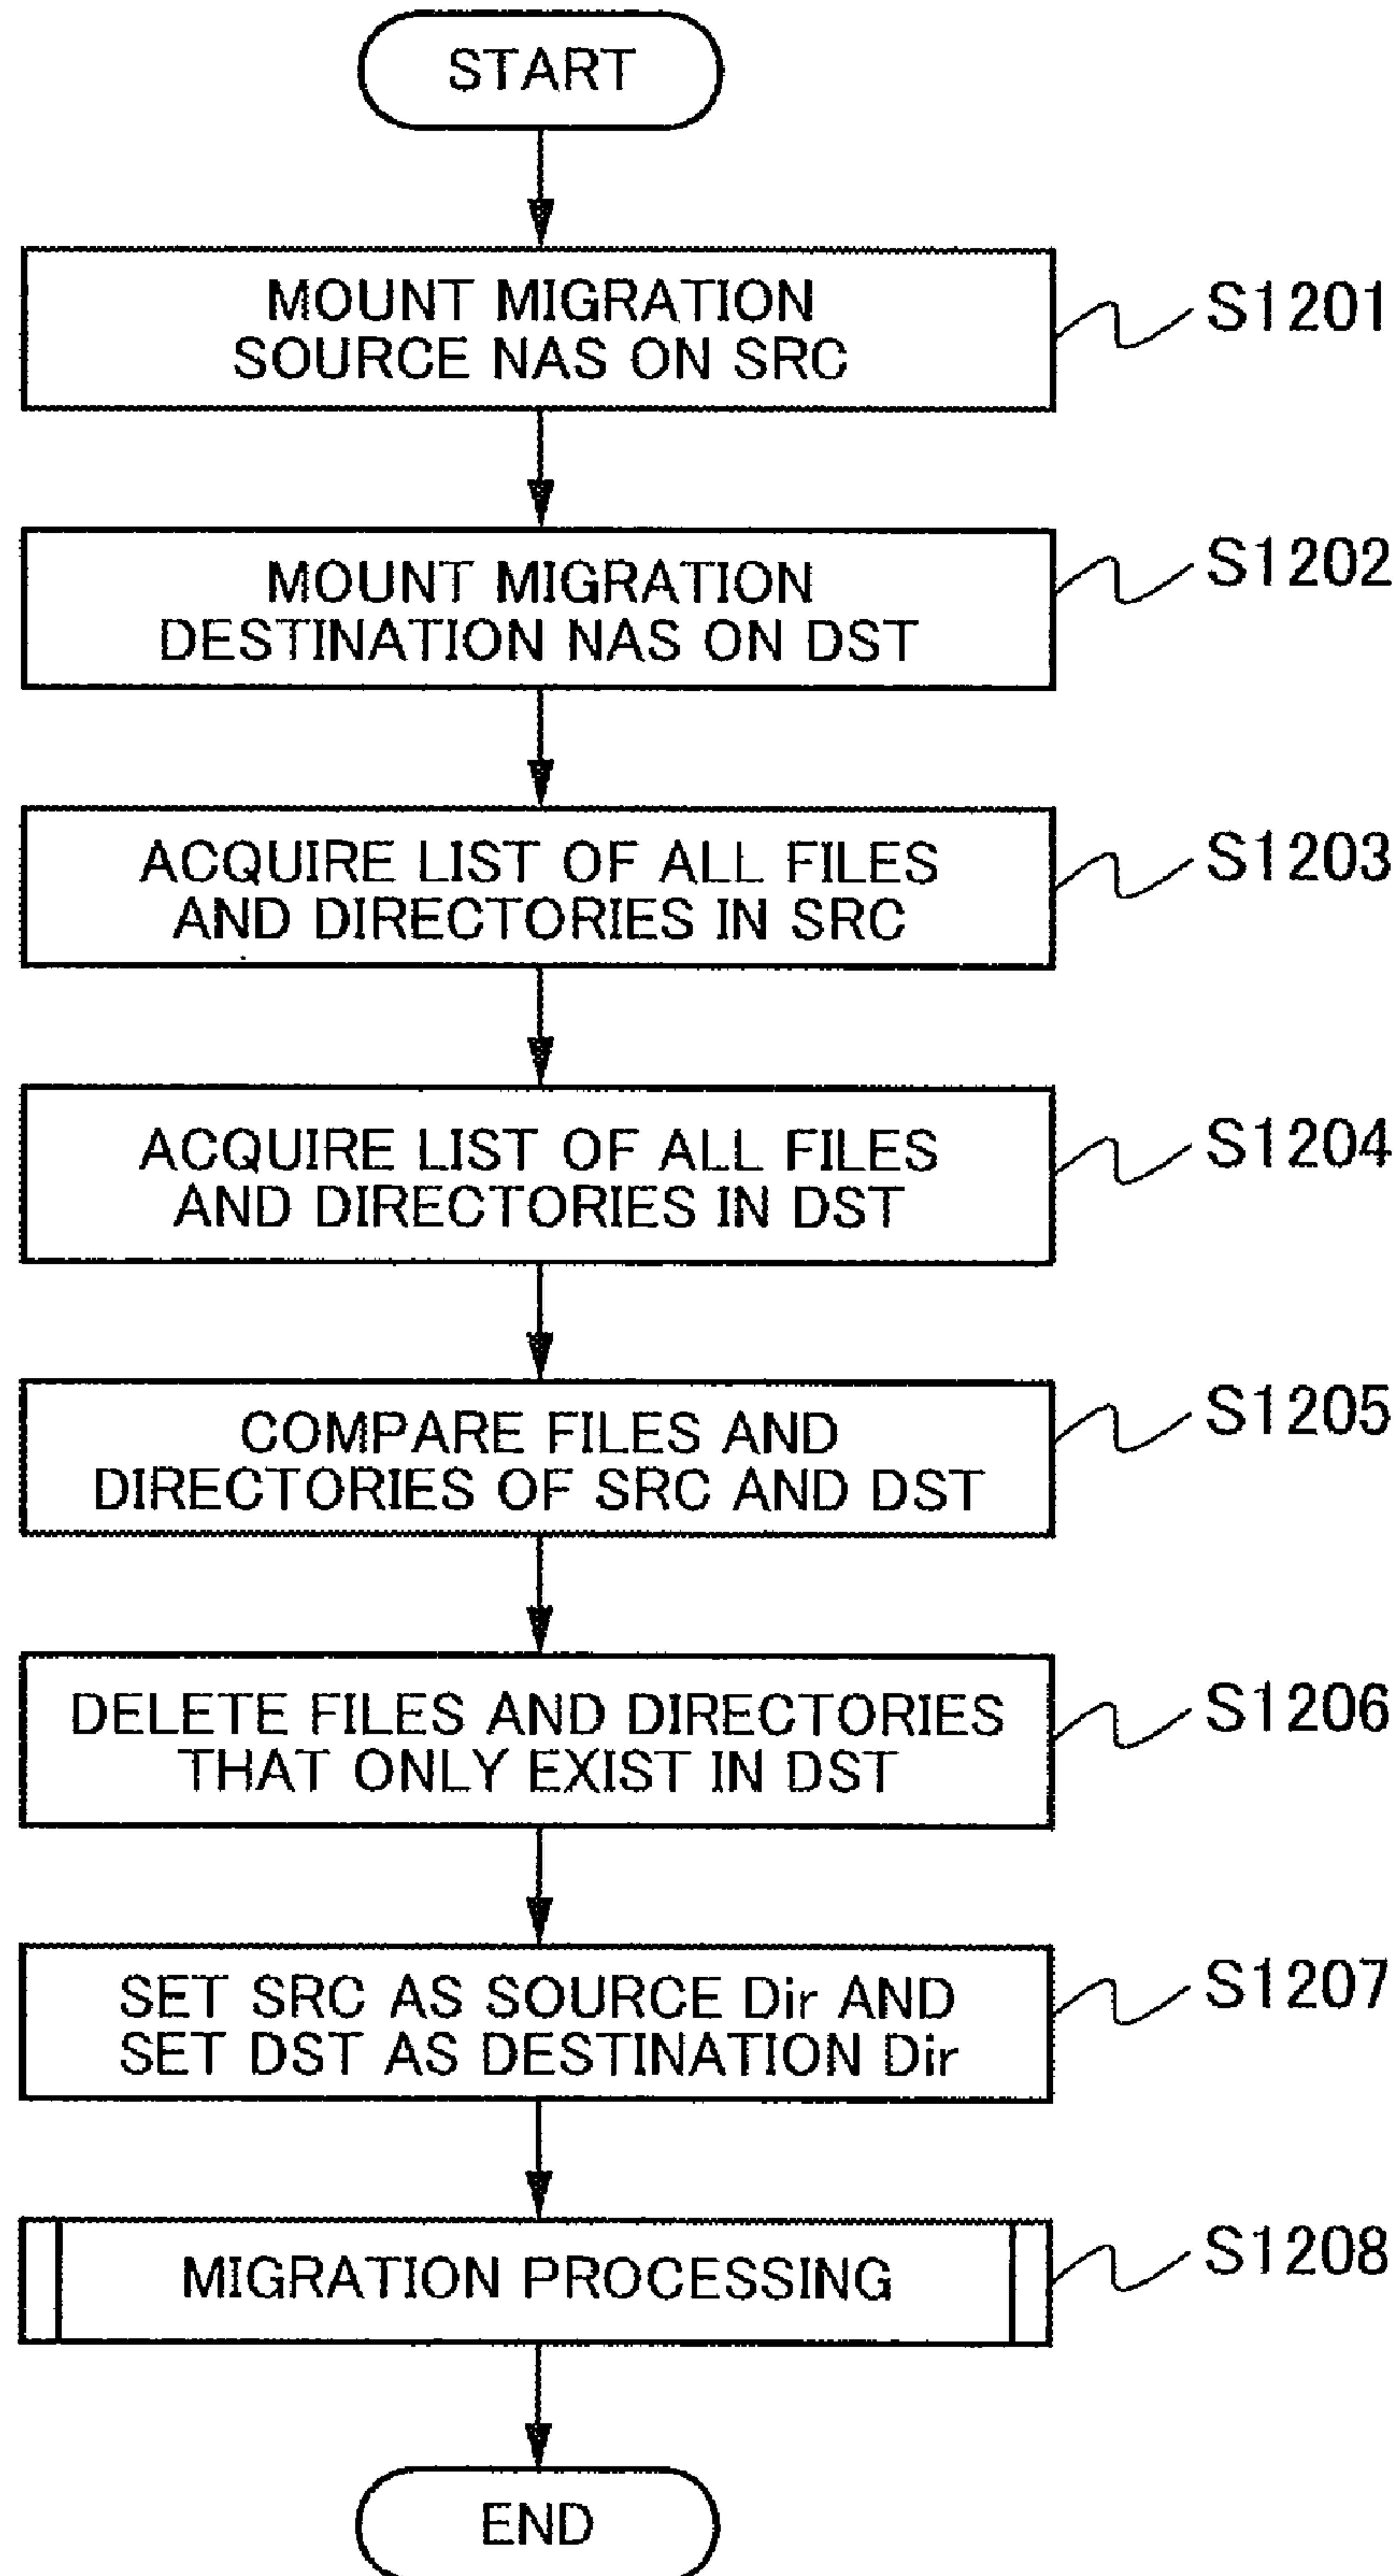 START
MOUNT MIGRATION
SOURCE NAS ON SRC
S1201
MOUNT MIGRATION
DESTINATION NAS ON DST
S1202
ACQUIRE LIST OF ALL FILES
AND DIRECTORIES IN SRC
S1203
ACQUIRE LIST OF ALL FILES
AND DIRECTORIES IN DST
S1204
COMPARE FILES AND
DIRECTORIES OF SRC AND DST
S1205
DELETE FILES AND DIRECTORIES
THAT ONLY EXIST IN DST
S1206
SET SRC AS SOURCE Dir AND
SET DST AS DESTINATION Dir
S1207
MIGRATION PROCESSING
S1208
END